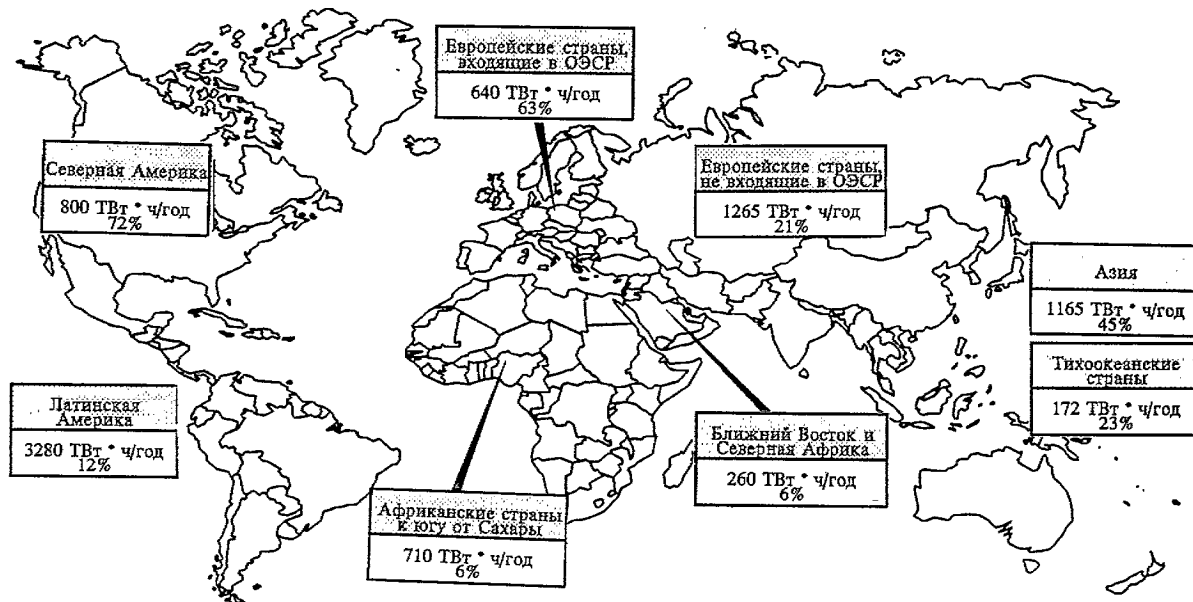 Европейские страны,
входящие в ОЭСР
640 ТВт * ч/год
63%
Северная Америка
800 ТВт * ч/год
72%
Европейские страны,
не входящие в ОЭСР
1265 ТВт * ч/год
21%
Азия
1165 ТВт * ч/год
45%
Тихоокеанские
страны
172 ТВт * ч/год
23%
Латинская
Америка
3280 ТВт * ч/год
12%
Ближний Восток и
Северная Африка
260 ТВт * ч/год
6%
Африканские страны
к югу от Сахары
710 ТВт * ч/год
6%